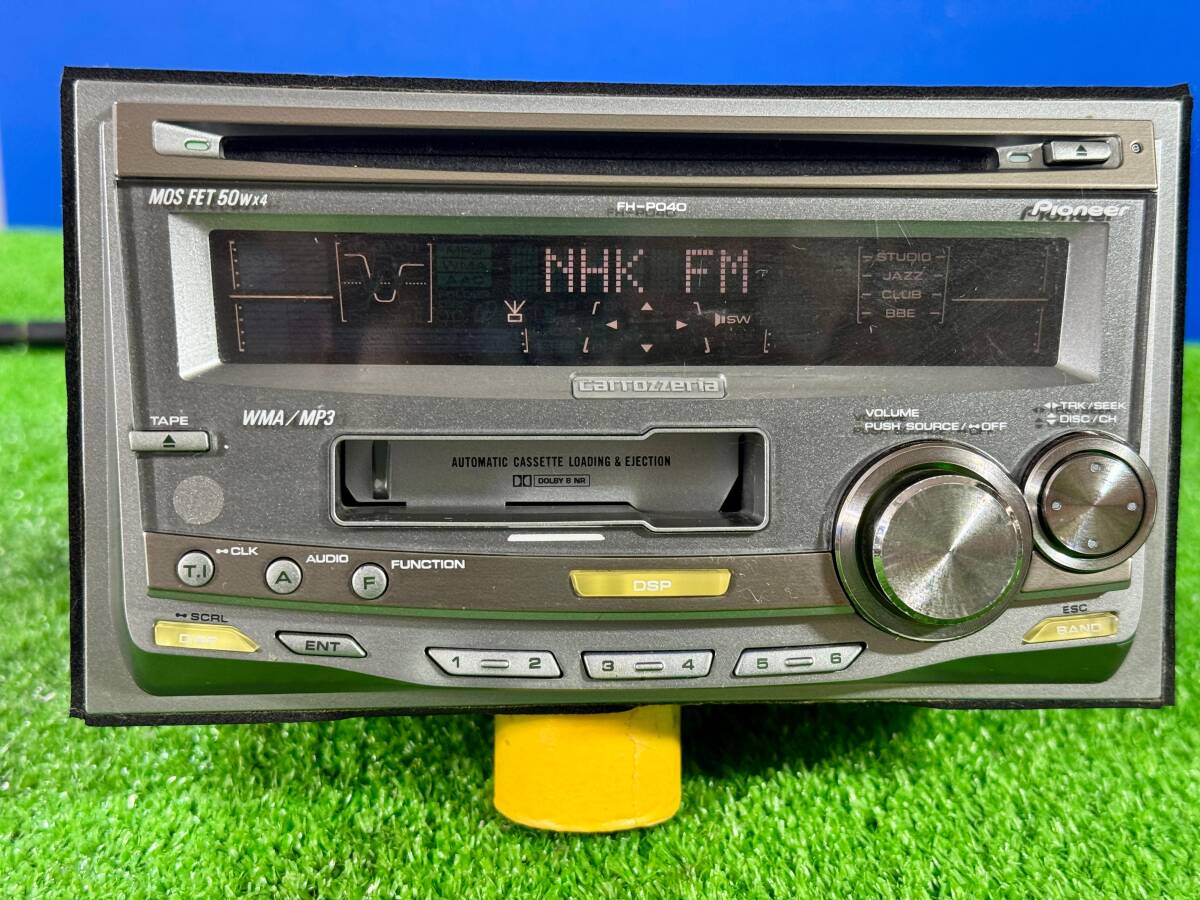 MOS FET 50W×4
FH-P040
Pioneer
NHK FM
STUDIO
JAZZ
CLUB
BBE
SW
carrozzeria
TAPE
WMA/MP3
VOLUME
PUSH SOURCE/ OFF
TRK/SEEK
DISC/CH
AUTOMATIC CASSETTE LOADING & EJECTION
DOLBY B NR
T.I
CLK
A
AUDIO
F
FUNCTION
DSP
SCRL
ESC
BAND
ENT
1 2
3 4
5 6